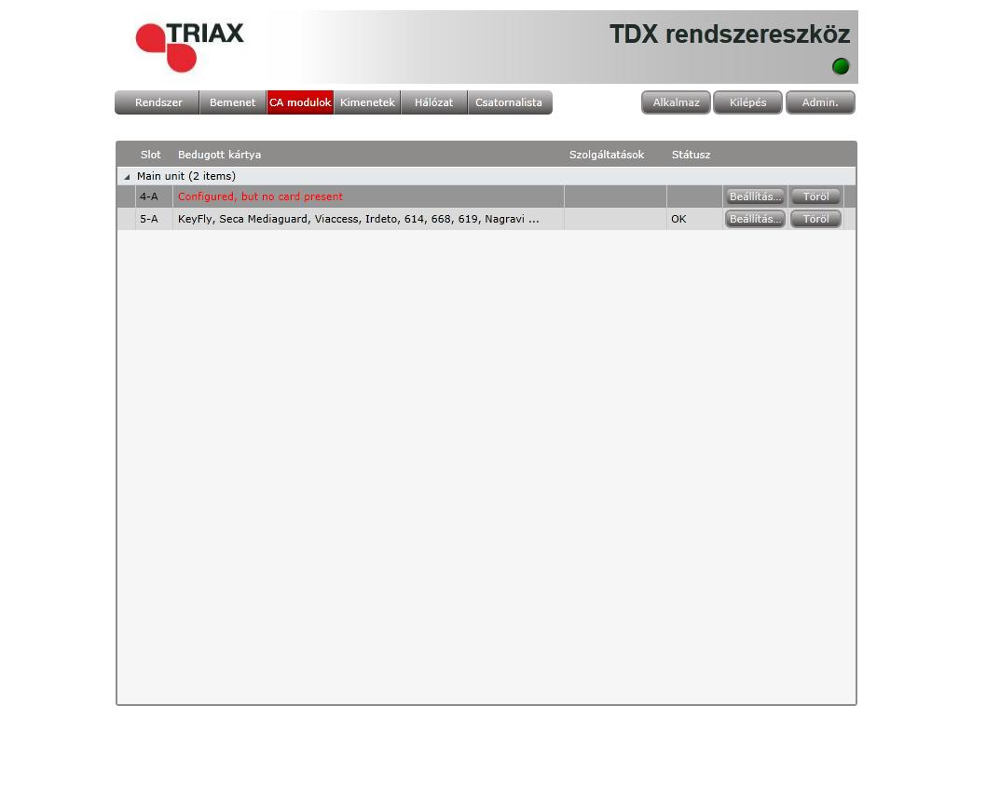 TRIAX
TDX rendszereszköz
Rendszer Bemenet CA modulok Kimenetek Hálózat Csatornalista Alkalmaz Kilépés Admin.
Slot Bedugott kártya Szolgáltatások Státusz
Main unit (2 items)
4-A Configured, but no card present Beállítás... Töröl
5-A KeyFly, Seca Mediaguard, Viaccess, Irdeto, 614, 668, 619, Nagravi ... OK Beállítás... Töröl